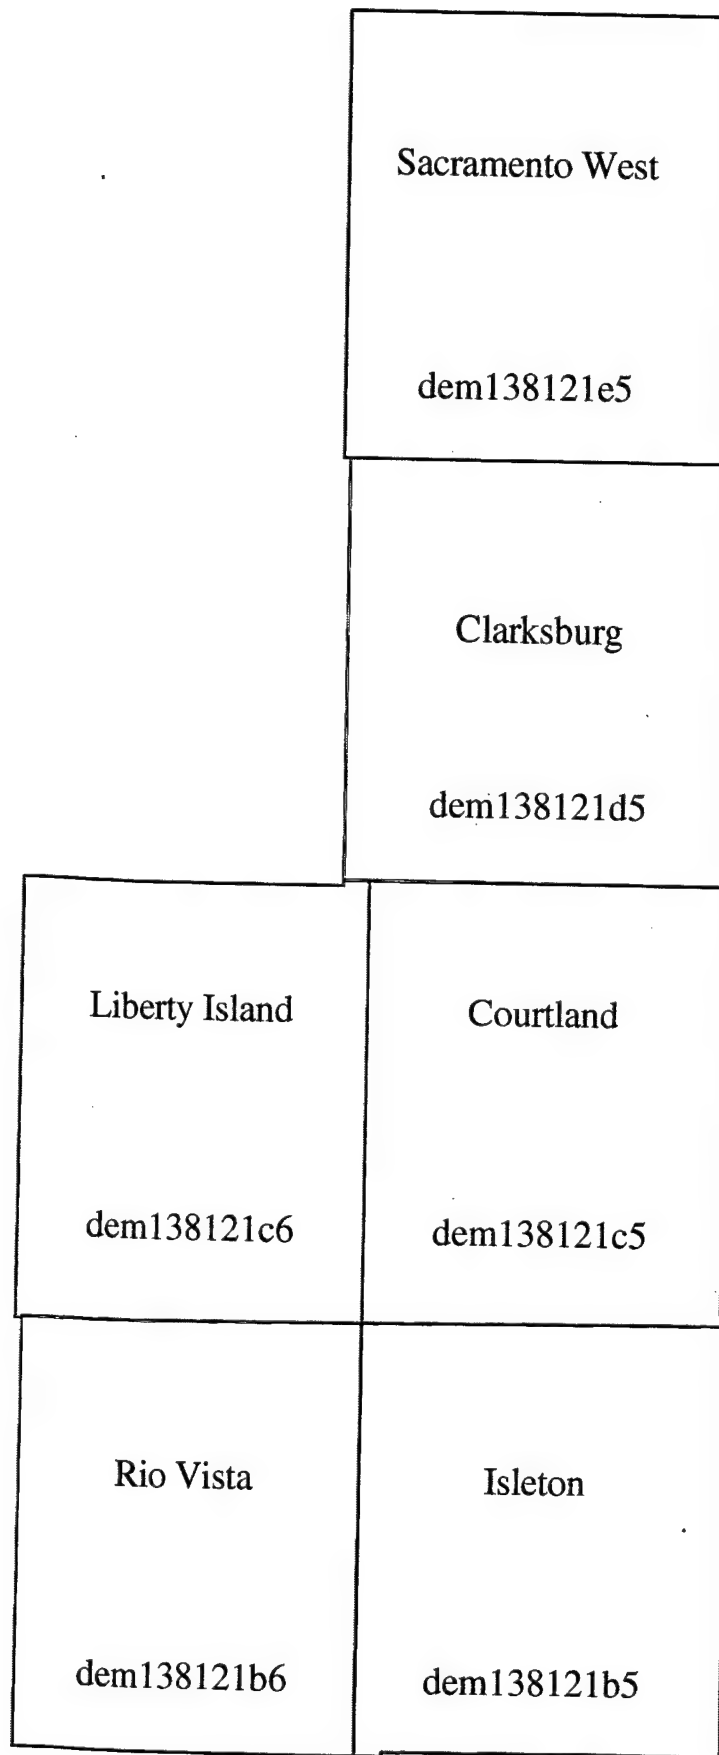 Sacramento West
dem138121e5
Clarksburg
dem138121d5
Liberty Island
Courtland
dem138121c6
dem138121c5
Rio Vista
Isleton
dem138121b6
dem138121b5